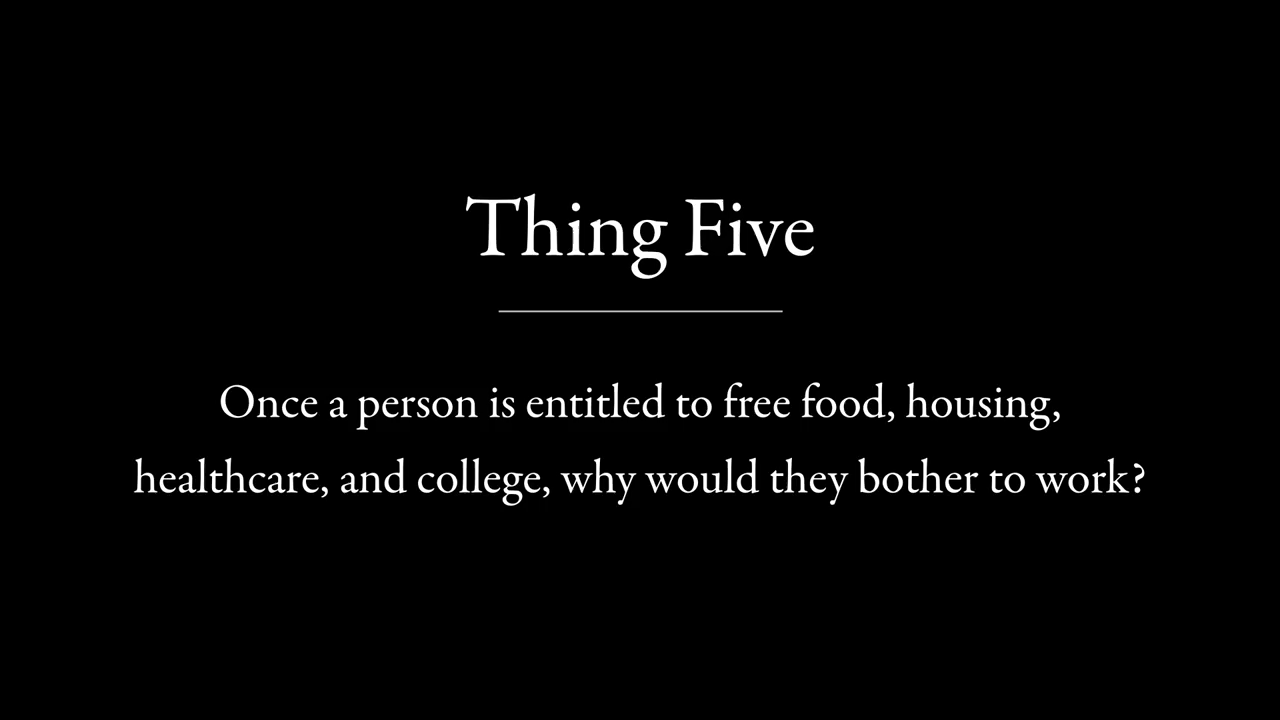 Thing Five
Once a person is entitled to free food, housing,
healthcare, and college, why would they bother to work?